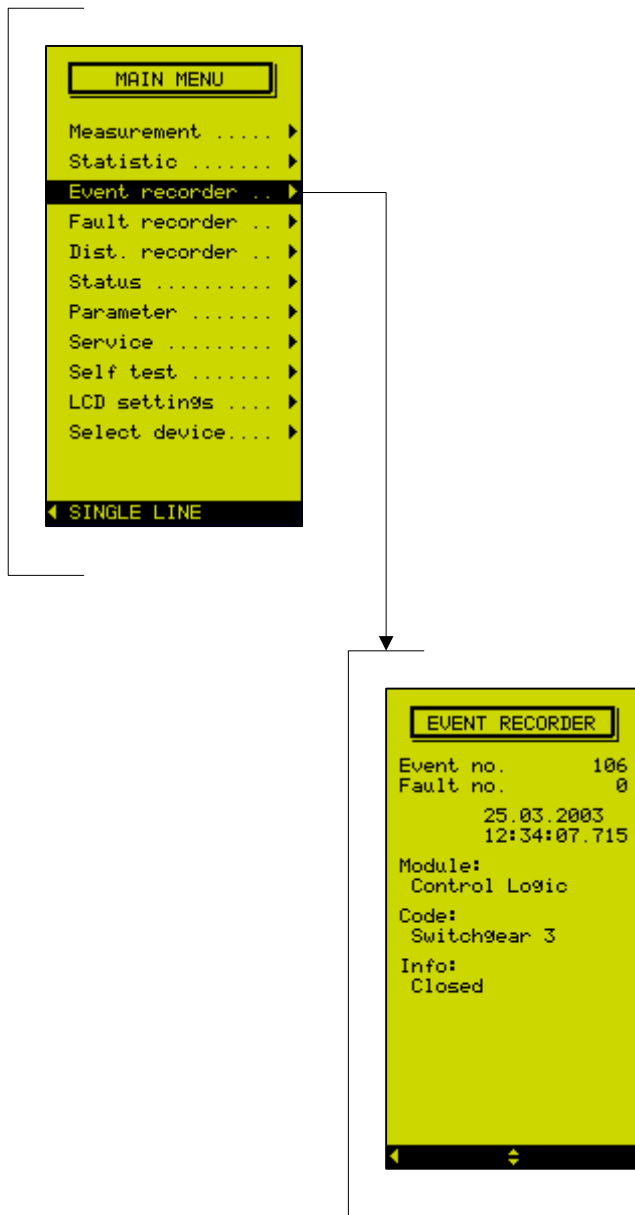 MAIN MENU
Measurement .....
Statistic .......
Event recorder ..
Fault recorder ..
Dist. recorder ..
Status ..........
Parameter .......
Service .........
Self test .......
LCD settings ....
Select device....
SINGLE LINE
EVENT RECORDER
Event no. 106
Fault no. 0
25.03.2003
12:34:07.715
Module:
Control Logic
Code:
Switchgear 3
Info:
Closed